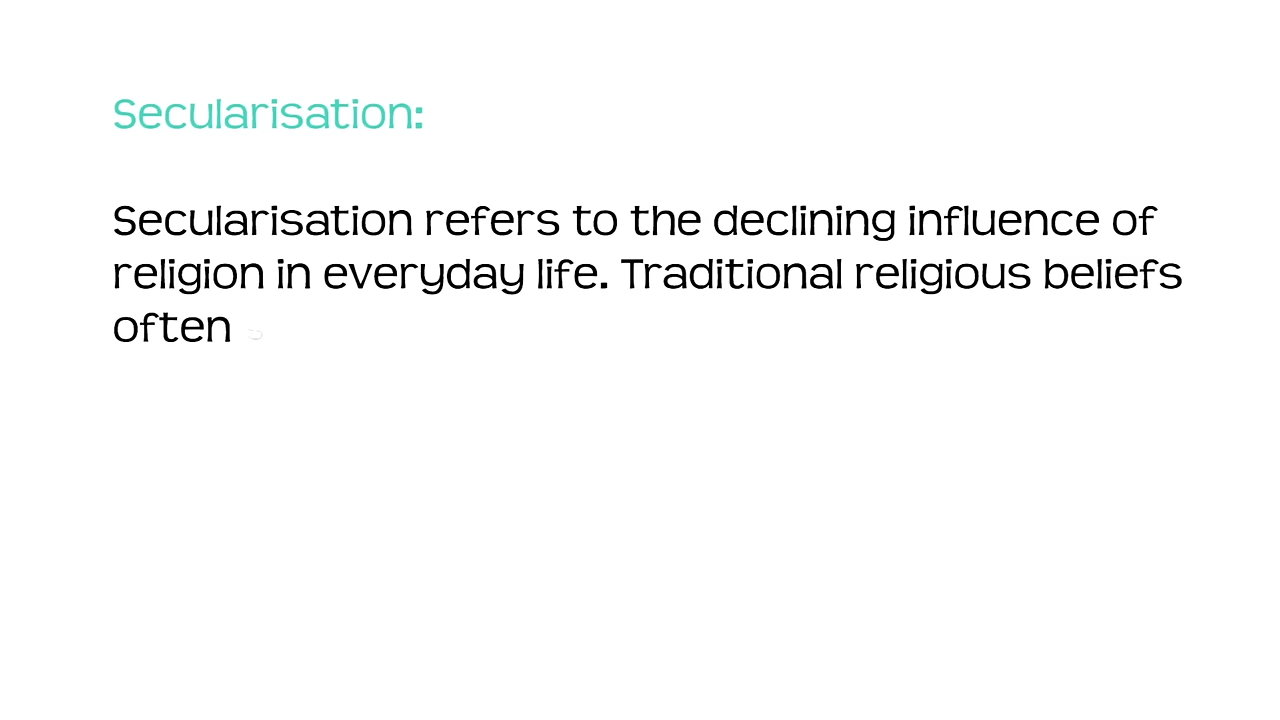 Secularisation:
Secularisation refers to the declining influence of
religion in everyday life. Traditional religious beliefs
often